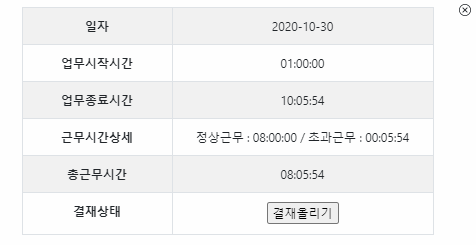 일자 2020-10-30
업무시작시간 01:00:00
업무종료시간 10:05:54
근무시간상세 정상근무 : 08:00:00 / 초과근무 : 00:05:54
총근무시간 08:05:54
결재상태 결재올리기